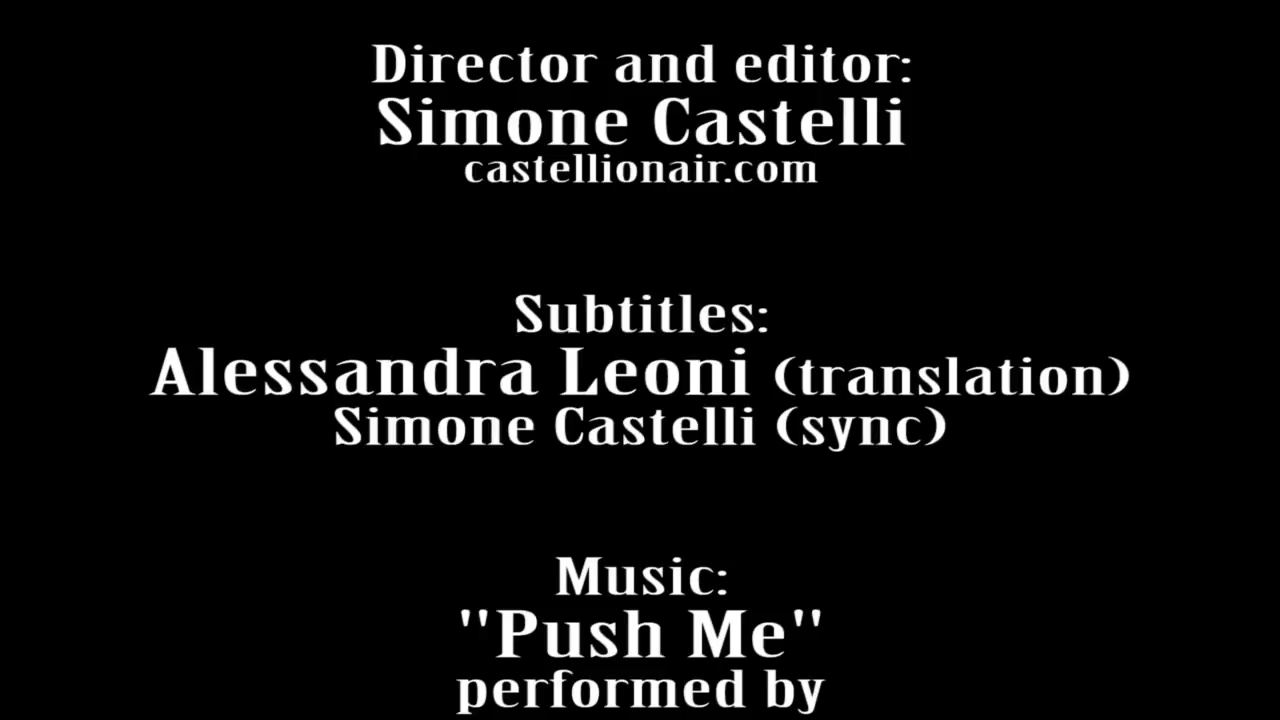 Director and editor:
Simone Castelli
castellionair.com
Subtitles:
Alessandra Leoni (translation)
Simone Castelli (sync)
Music:
"Push Me"
performed by